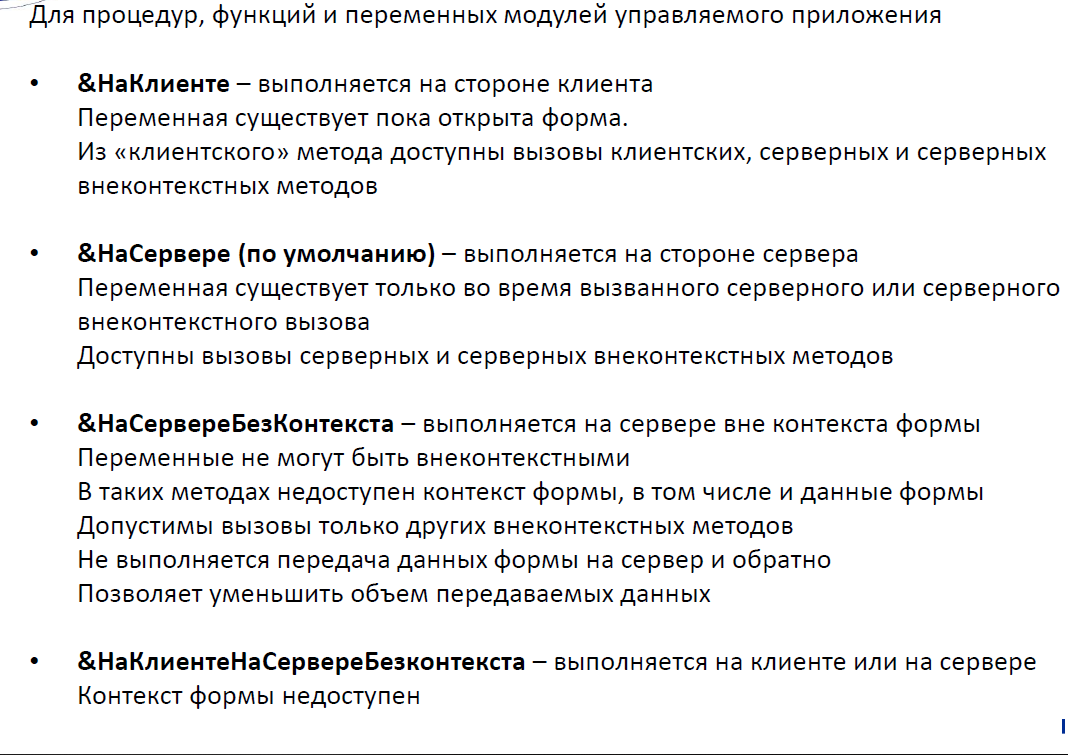 Для процедур, функций и переменных модулей управляемого приложения
• &НаКлиенте – выполняется на стороне клиента
Переменная существует пока открыта форма.
Из «клиентского» метода доступны вызовы клиентских, серверных и серверных
внеконтекстных методов
• &НаСервере (по умолчанию) – выполняется на стороне сервера
Переменная существует только во время вызванного серверного или серверного
внеконтекстного вызова
Доступны вызовы серверных и серверных внеконтекстных методов
• &НаСервереБезКонтекста – выполняется на сервере вне контекста формы
Переменные не могут быть внеконтекстными
В таких методах недоступен контекст формы, в том числе и данные формы
Допустимы вызовы только других внеконтекстных методов
Не выполняется передача данных формы на сервер и обратно
Позволяет уменьшить объем передаваемых данных
• &НаКлиентеНаСервереБезконтекста – выполняется на клиенте или на сервере
Контекст формы недоступен